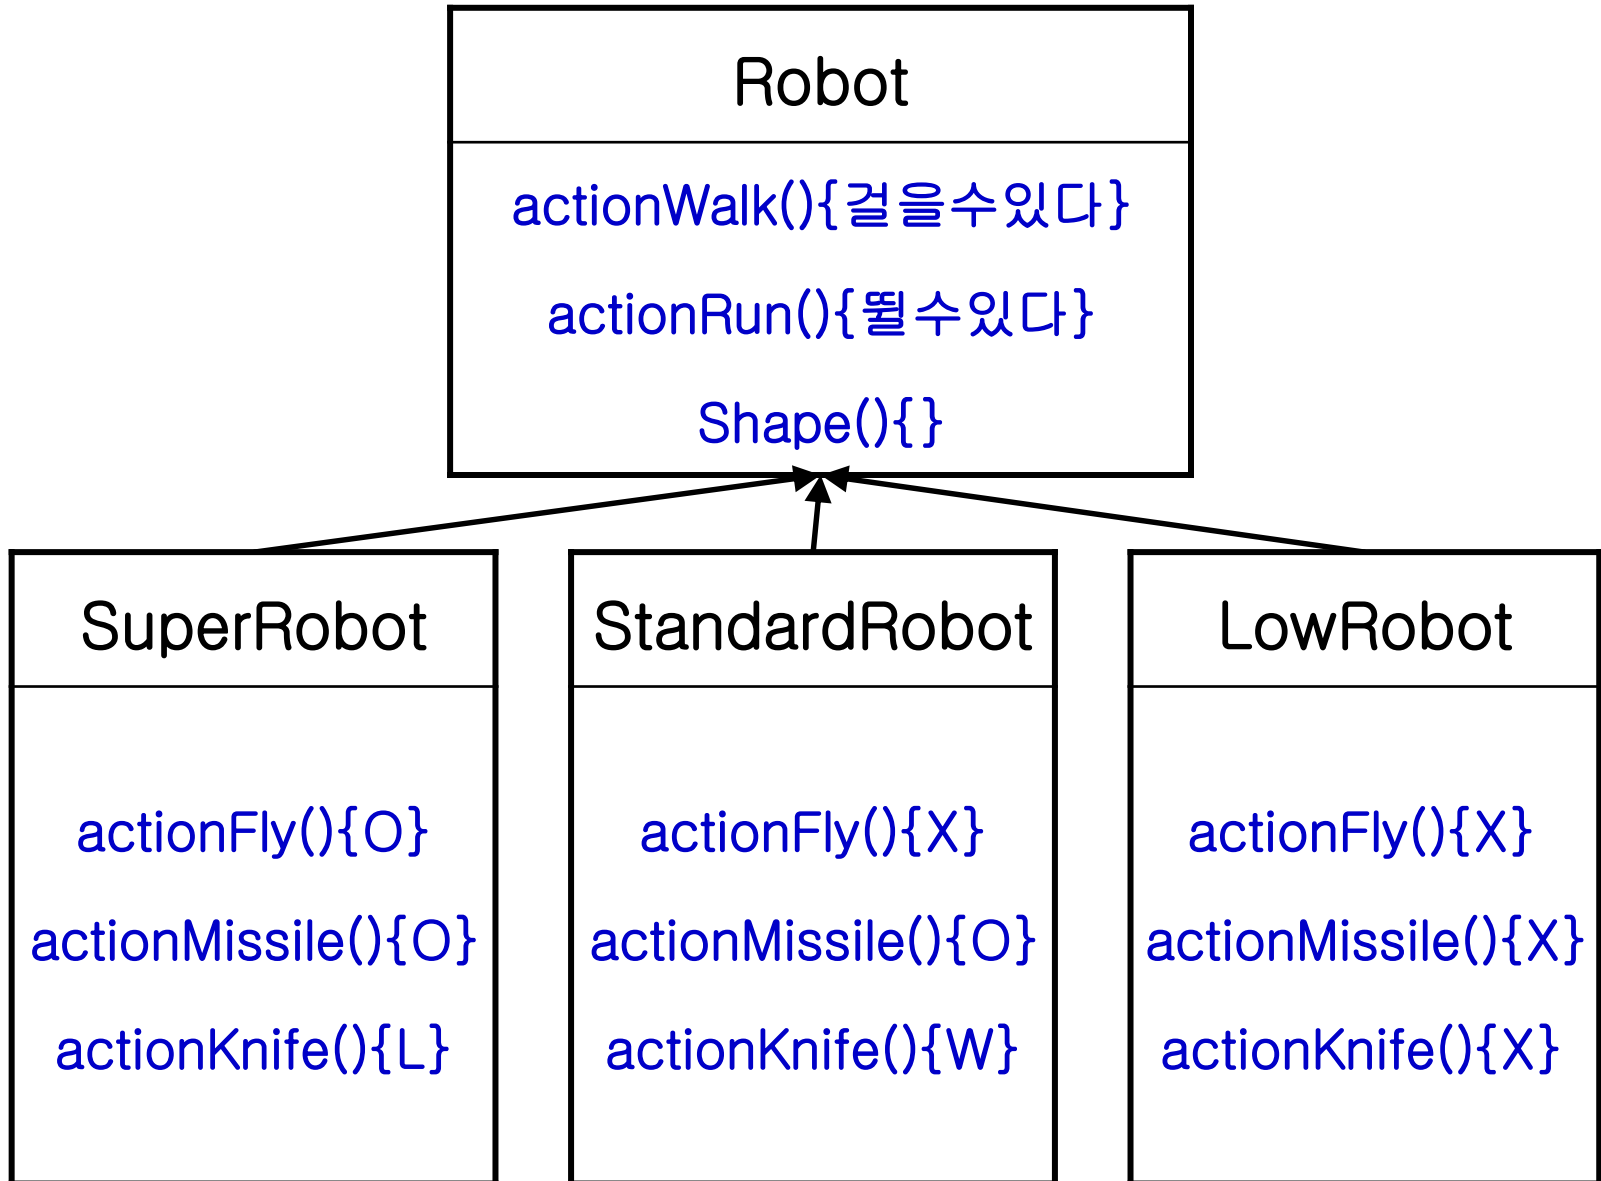 Robot
actionWalk(){걸을수있다}
actionRun(){뛸수있다}
Shape(){}
SuperRobot
actionFly(){O}
actionMissile(){O}
actionKnife(){L}
StandardRobot
actionFly(){X}
actionMissile(){O}
actionKnife(){W}
LowRobot
actionFly(){X}
actionMissile(){X}
actionKnife(){X}